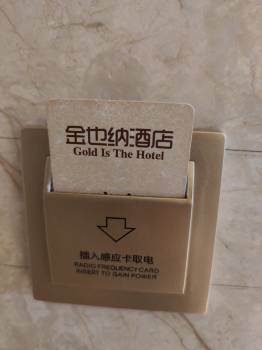 金也纳酒店
Gold Is The Hotel
插入感应卡取电
RADIO FREQUENCY CARD
INSERT TO GAIN POWER